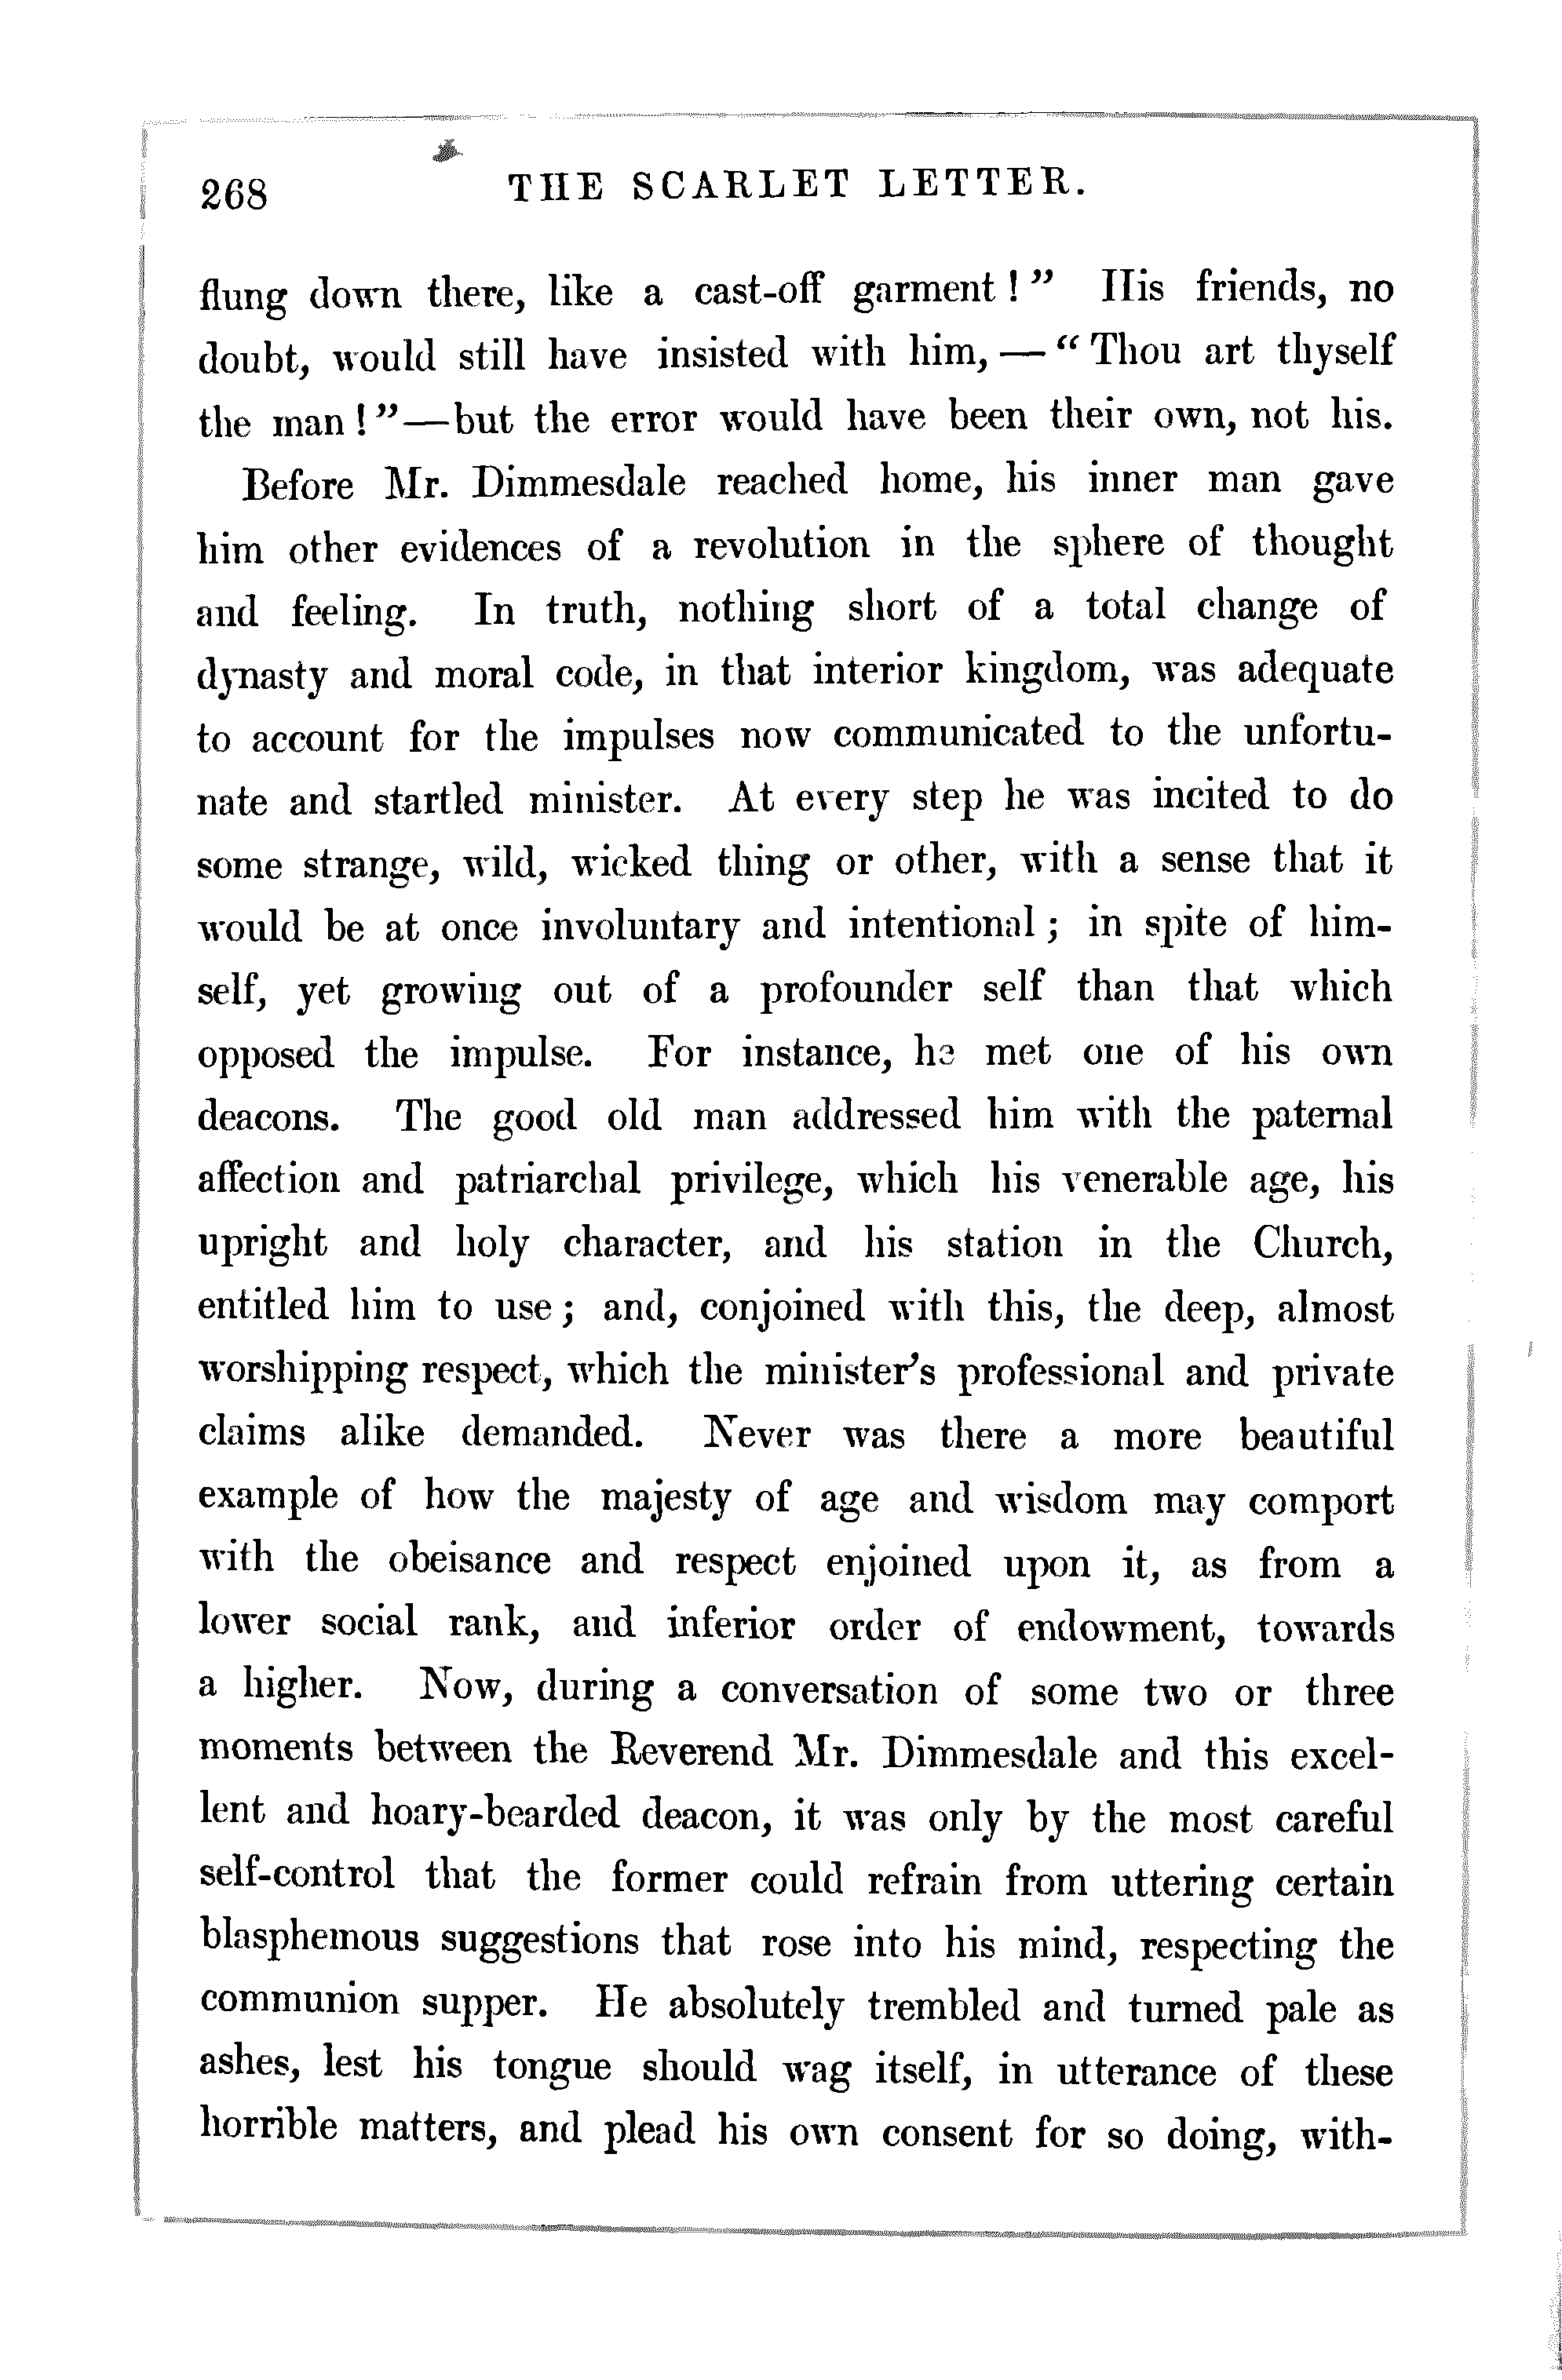 268 THE SCARLET LETTER.
flung down there, like a cast-off garment!" His friends, no
doubt, would still have insisted with him,—"Thou art thyself
the man!"—but the error would have been their own, not his.
Before Mr. Dimmesdale reached home, his inner man gave
him other evidences of a revolution in the sphere of thought
and feeling. In truth, nothing short of a total change of
dynasty and moral code, in that interior kingdom, was adequate
to account for the impulses now communicated to the unfortu-
nate and startled minister. At every step he was incited to do
some strange, wild, wicked thing or other, with a sense that it
would be at once involuntary and intentional; in spite of him-
self, yet growing out of a profounder self than that which
opposed the impulse. For instance, he met one of his own
deacons. The good old man addressed him with the paternal
affection and patriarchal privilege, which his venerable age, his
upright and holy character, and his station in the Church,
entitled him to use; and, conjoined with this, the deep, almost
worshipping respect, which the minister's professional and private
claims alike demanded. Never was there a more beautiful
example of how the majesty of age and wisdom may comport
with the obeisance and respect enjoined upon it, as from a
lower social rank, and inferior order of endowment, towards
a higher. Now, during a conversation of some two or three
moments between the Reverend Mr. Dimmesdale and this excel-
lent and hoary-bearded deacon, it was only by the most careful
self-control that the former could refrain from uttering certain
blasphemous suggestions that rose into his mind, respecting the
communion supper. He absolutely trembled and turned pale as
ashes, lest his tongue should wag itself, in utterance of these
horrible matters, and plead his own consent for so doing, with-